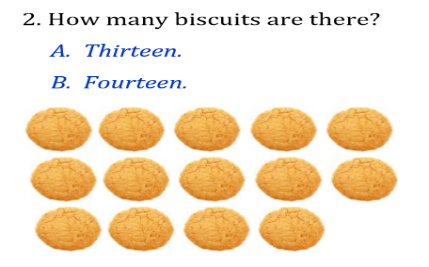 2. How many biscuits are there?
A. Thirteen.
B. Fourteen.